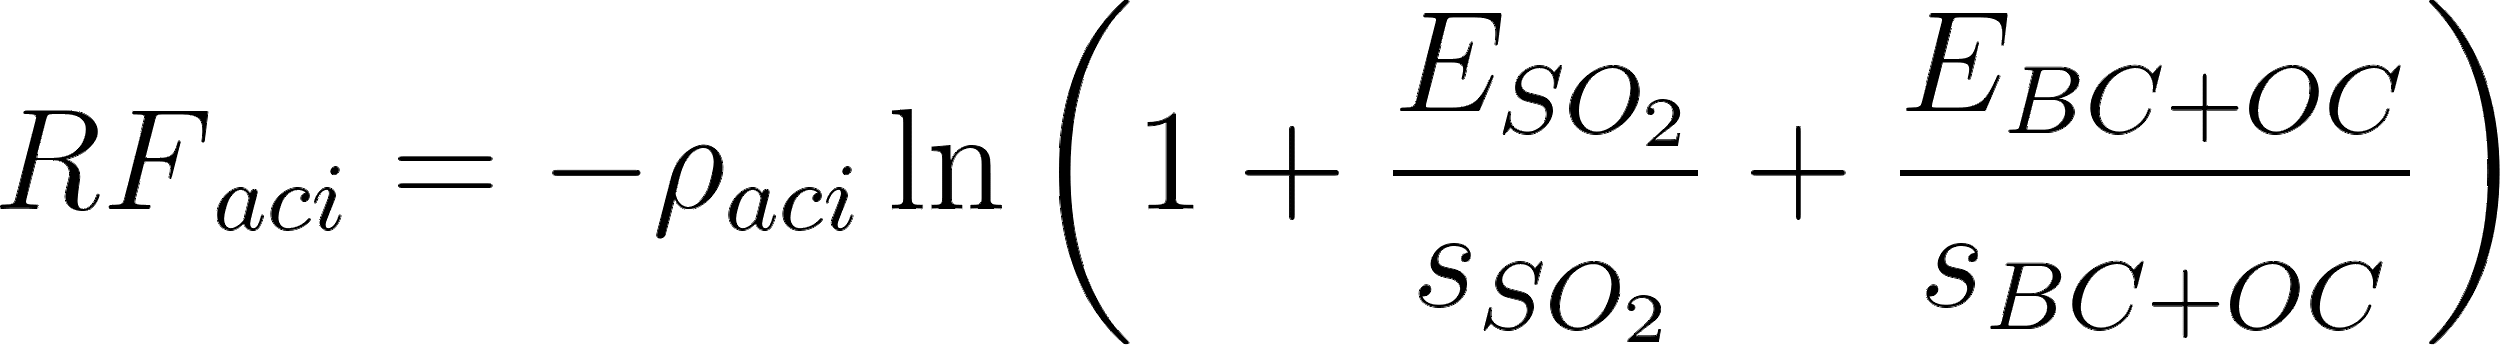 $RF_{aci} = -\rho_{aci} \ln \left( 1 + \frac{E_{SO_2}}{s_{SO_2}} + \frac{E_{BC+OC}}{s_{BC+OC}} \right)$